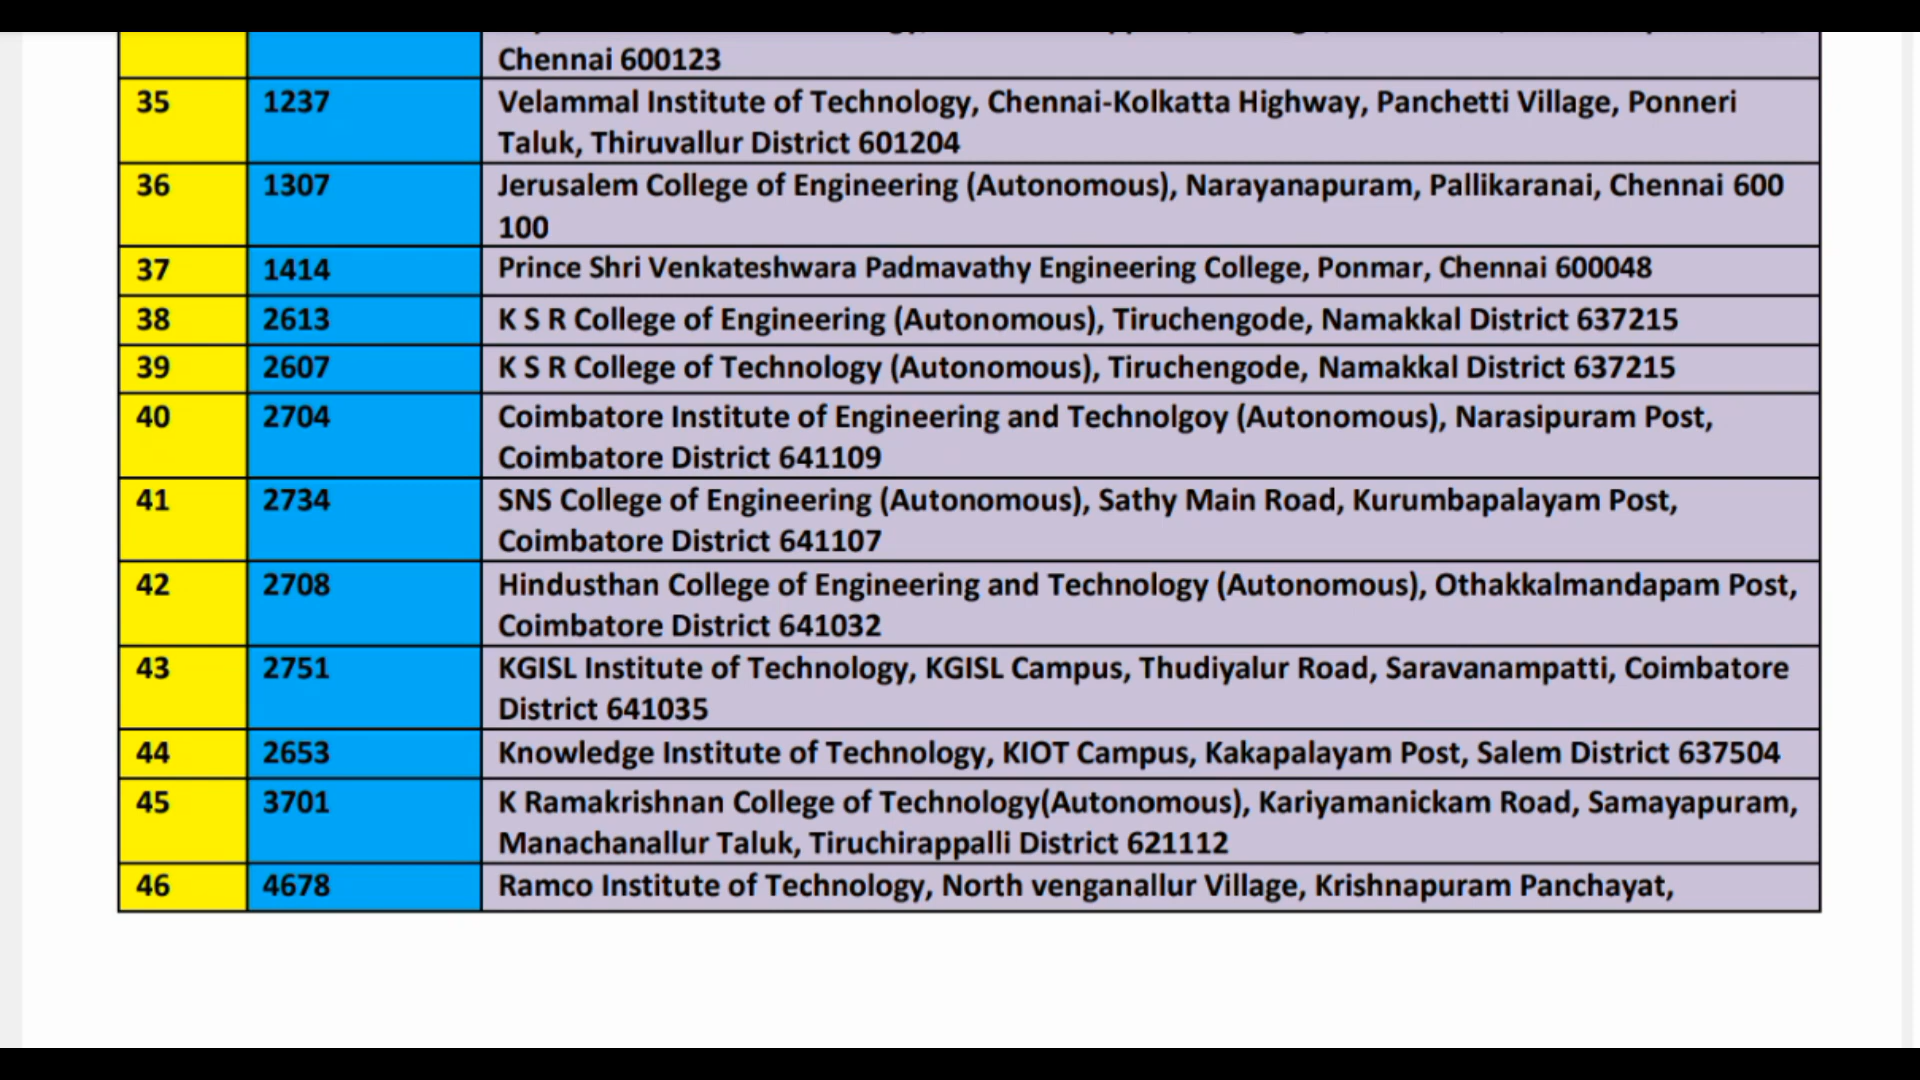 Chennai 600123
35 1237 Velammal Institute of Technology, Chennai-Kolkatta Highway, Panchetti Village, Ponneri
Taluk, Thiruvallur District 601204
36 1307 Jerusalem College of Engineering (Autonomous), Narayanapuram, Pallikaranai, Chennai 600
100
37 1414 Prince Shri Venkateshwara Padmavathy Engineering College, Ponmar, Chennai 600048
38 2613 K S R College of Engineering (Autonomous), Tiruchengode, Namakkal District 637215
39 2607 K S R College of Technology (Autonomous), Tiruchengode, Namakkal District 637215
40 2704 Coimbatore Institute of Engineering and Technolgoy (Autonomous), Narasipuram Post,
Coimbatore District 641109
41 2734 SNS College of Engineering (Autonomous), Sathy Main Road, Kurumbapalayam Post,
Coimbatore District 641107
42 2708 Hindusthan College of Engineering and Technology (Autonomous), Othakkalmandapam Post,
Coimbatore District 641032
43 2751 KGISL Institute of Technology, KGISL Campus, Thudiyalur Road, Saravanampatti, Coimbatore
District 641035
44 2653 Knowledge Institute of Technology, KIOT Campus, Kakapalayam Post, Salem District 637504
45 3701 K Ramakrishnan College of Technology(Autonomous), Kariyamanickam Road, Samayapuram,
Manachanallur Taluk, Tiruchirappalli District 621112
46 4678 Ramco Institute of Technology, North venganallur Village, Krishnapuram Panchayat,